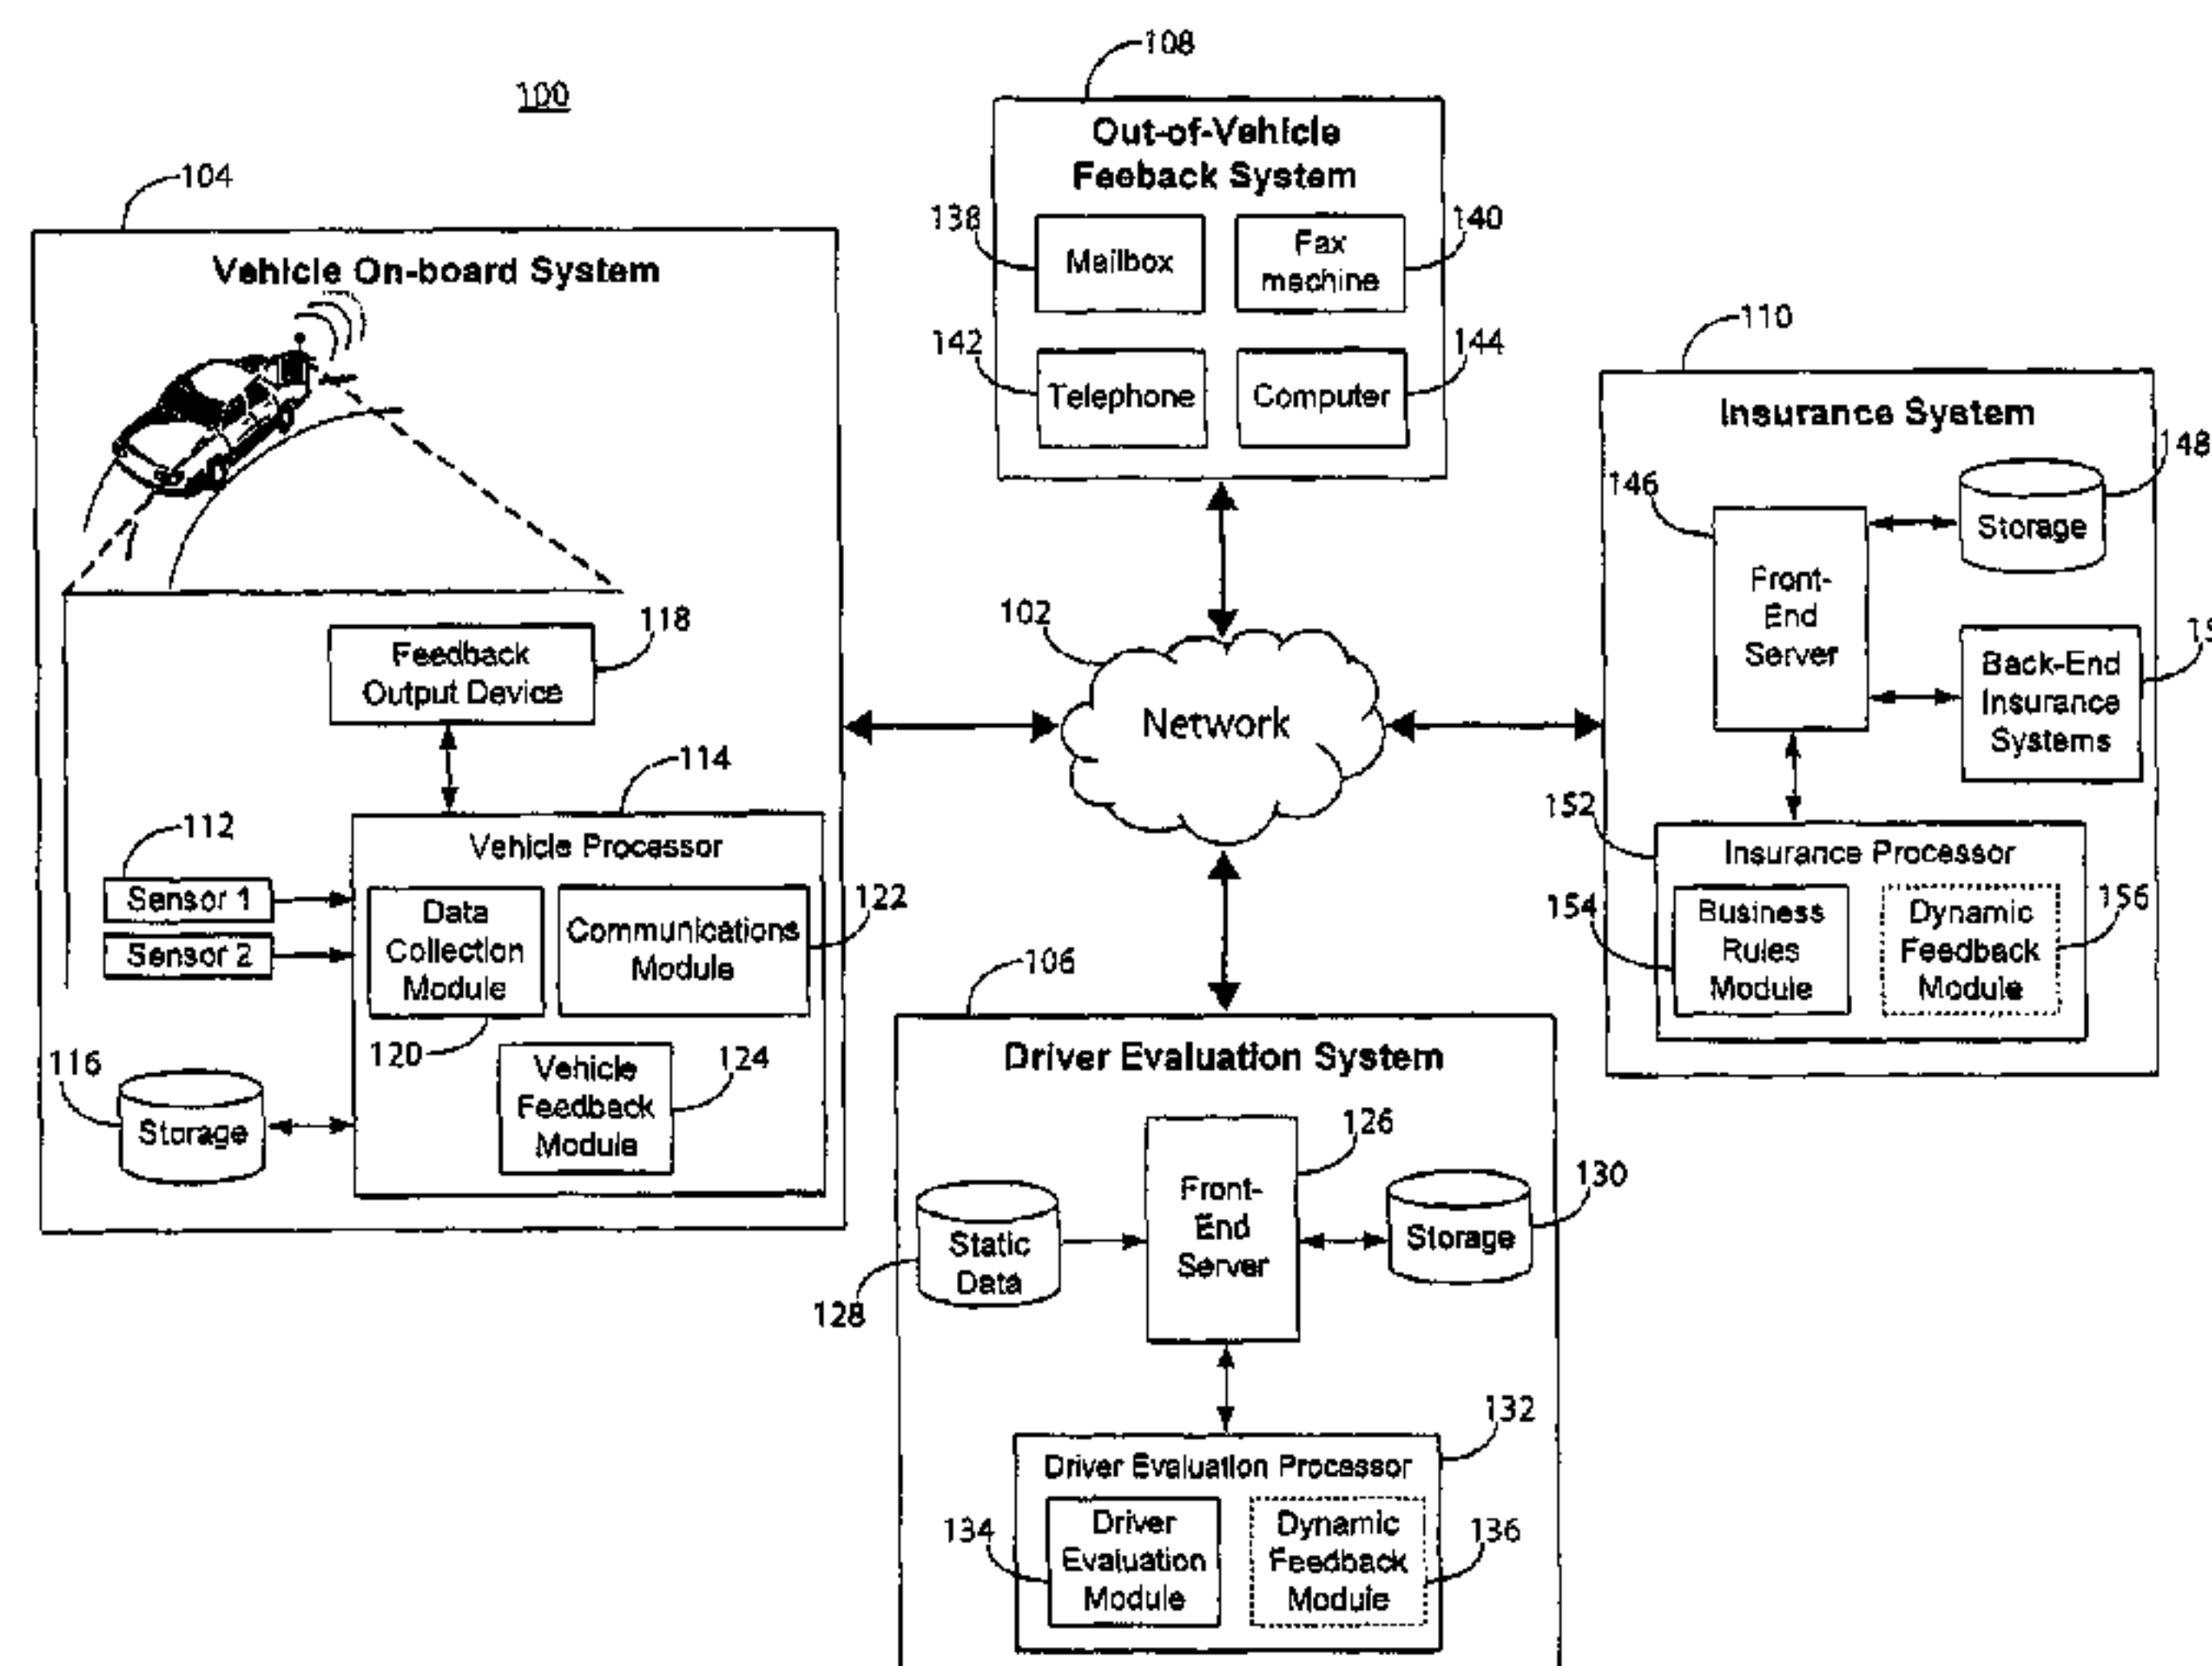 100
108
Out-of-Vehicle
Feeback System
138
Mailbox
Fax
machine
140
142
Telephone
Computer
144
104
Vehicle On-board System
118
Feedback
Output Device
114
Vehicle Processor
112
Sensor 1
Sensor 2
Data
Collection
Module
Communications
Module
122
120
116
Storage
Vehicle
Feedback
Module
124
102
Network
110
Insurance System
146
Front-
End
Server
Storage
148
Back-End
Insurance
Systems
15
152
Insurance Processor
154
Business
Rules
Module
Dynamic
Feedback
Module
156
106
Driver Evaluation System
126
Front-
End
Server
128
Static
Data
Storage
130
132
Driver Evaluation Processor
134
Driver
Evaluation
Module
Dynamic
Feedback
Module
136